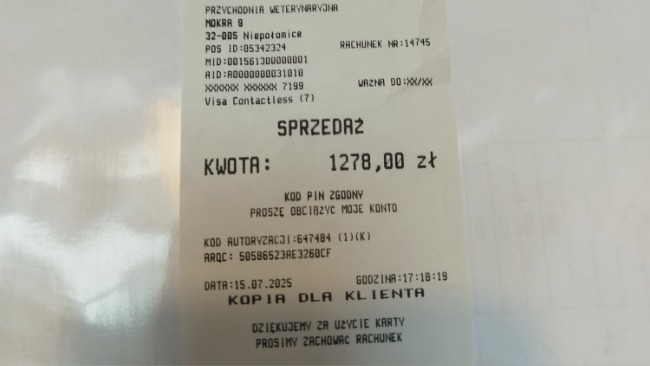 PRZYCHODNIA WETERYNARYJNA
MOKRA 9
32-005 Niepołomice
POS ID:05342324 RACHUNEK NR:14745
MID:001561300000001
AID:A0000000031010
XXXXXX XXXXXX 7199 WAŻNA DO:XX/XX
Visa Contactless (7)
SPRZEDAŻ
KWOTA: 1278,00 zł
KOD PIN ZGODNY
PROSZĘ OBCIĄŻYĆ MOJE KONTO
KOD AUTORYZACJI:647484 (1)(K)
ARQC: 50586523AE3260CF
DATA:15.07.2025 GODZINA:17:18:19
KOPIA DLA KLIENTA
DZIĘKUJEMY ZA UŻYCIE KARTY
PROSIMY ZACHOWAĆ RACHUNEK